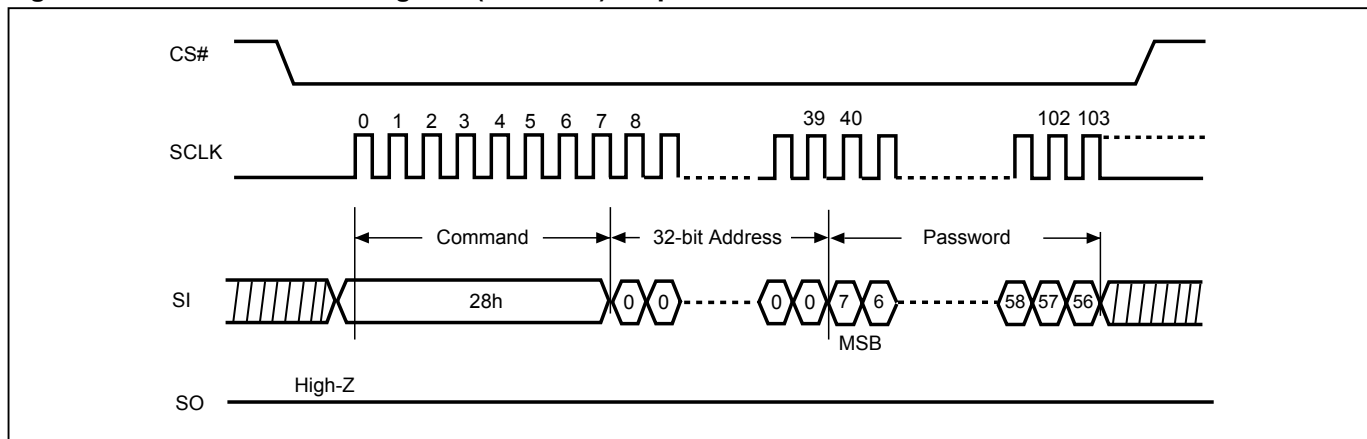 CS#
0 1 2 3 4 5 6 7 8 39 40 102 103
SCLK
Command 32-bit Address Password
SI 28h 0 0 0 0 7 6 58 57 56
MSB
High-Z
SO